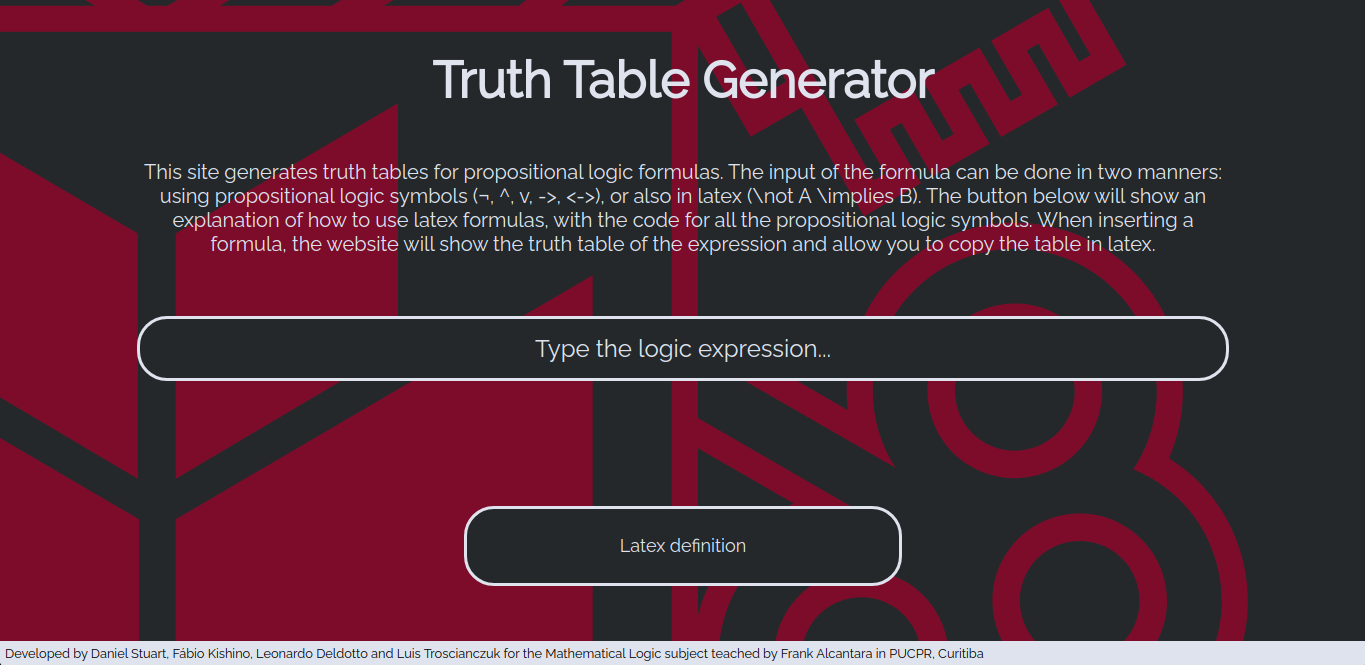 Truth Table Generator
This site generates truth tables for propositional logic formulas. The input of the formula can be done in two manners:
using propositional logic symbols (¬, ^, v, ->, <->), or also in latex (\not A \implies B). The button below will show an
explanation of how to use latex formulas, with the code for all the propositional logic symbols. When inserting a
formula, the website will show the truth table of the expression and allow you to copy the table in latex.
Type the logic expression...
Latex definition
Developed by Daniel Stuart, Fábio Kishino, Leonardo Deldotto and Luis Troscianczuk for the Mathematical Logic subject teached by Frank Alcantara in PUCPR, Curitiba